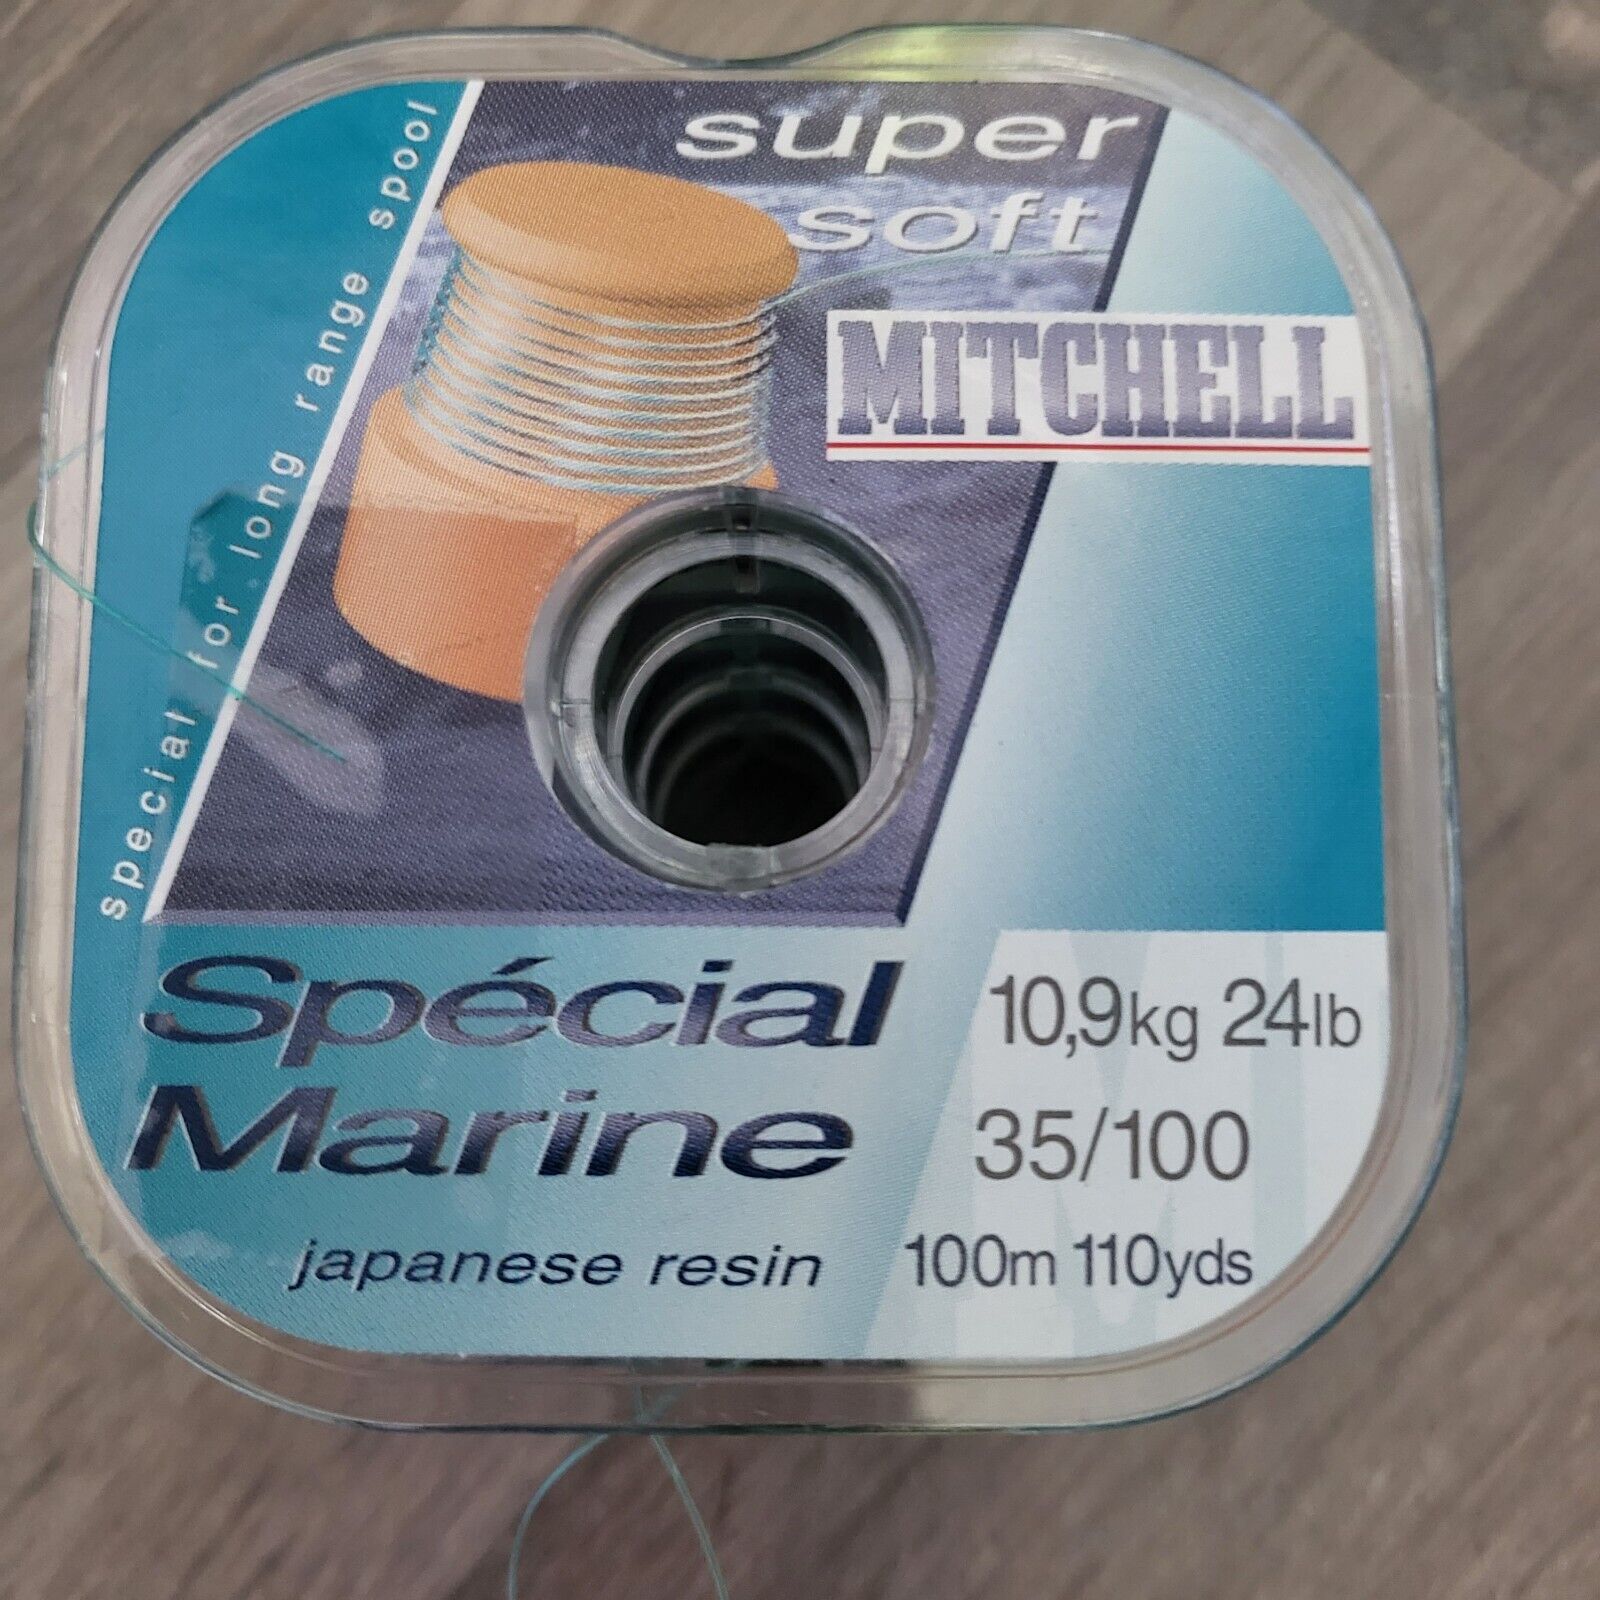 super
soft
MITCHELL
special for long range spool
Spécial
Marine
japanese resin
10,9kg 24lb
35/100
100m 110yds